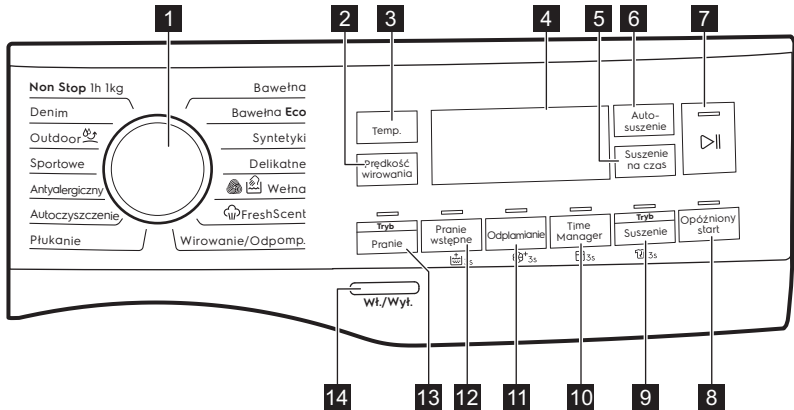 1
2
3
4
5
6
7
Non Stop 1h 1kg
Denim
Outdoor
Sportowe
Antyalergiczny
Autoczyszczenie
Płukanie
Bawełna
Bawełna Eco
Syntetyki
Delikatne
Wełna
FreshScent
Wirowanie/Odpomp.
Temp.
Prędkość
wirowania
Auto-
suszenie
Suszenie
na czas
Tryb
Pranie
Pranie
wstępne
3s
Odplamianie
3s
Time
Manager
3s
Tryb
Suszenie
3s
Opóźniony
start
Wł./Wył.
14
13
12
11
10
9
8